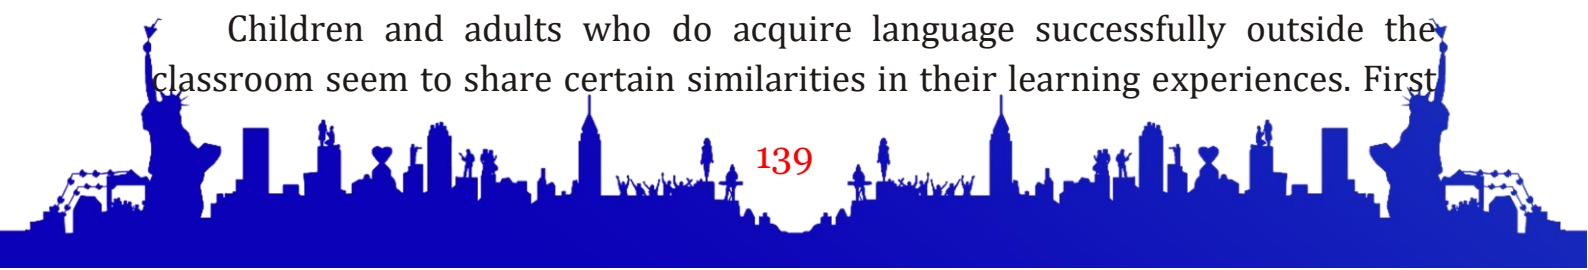 Children and adults who do acquire language successfully outside the
classroom seem to share certain similarities in their learning experiences. First
139